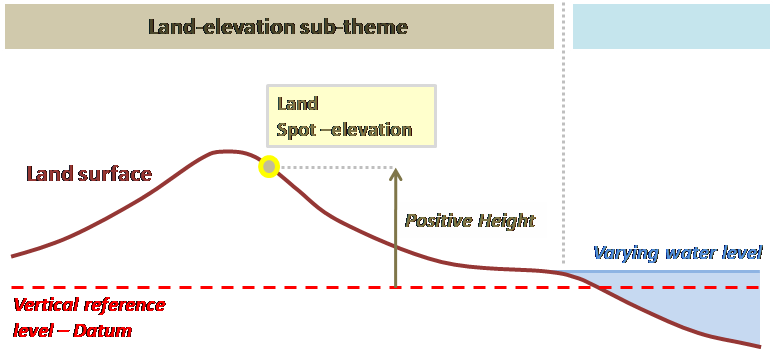 Land-elevation sub-theme
Land
Spot –elevation
Land surface
Positive Height
Varying water level
Vertical reference
level – Datum